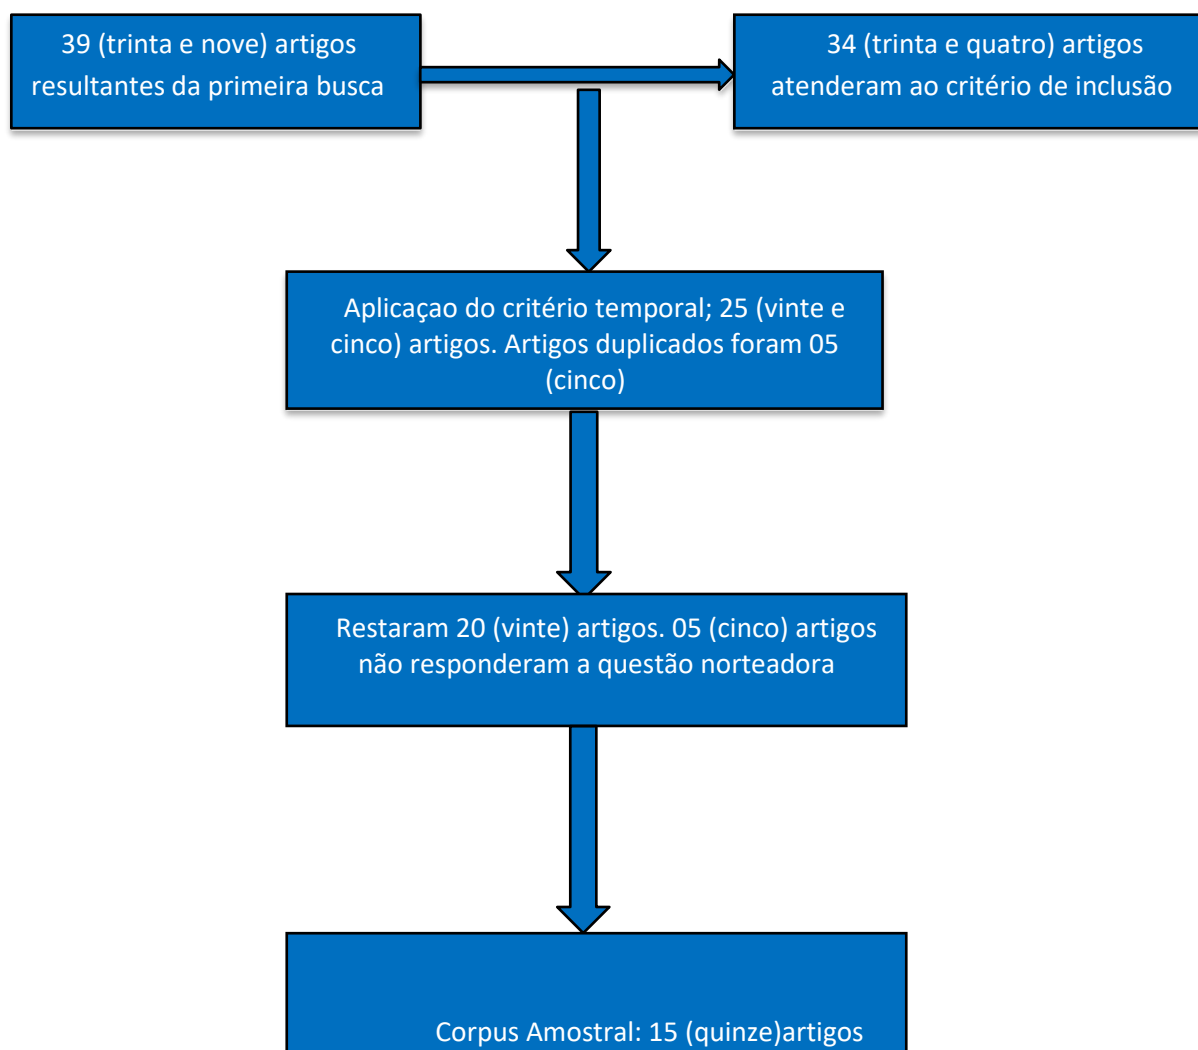 39 (trinta e nove) artigos
resultantes da primeira busca
34 (trinta e quatro) artigos
atenderam ao critério de inclusão
Aplicaçao do critério temporal; 25 (vinte e
cinco) artigos. Artigos duplicados foram 05
(cinco)
Restaram 20 (vinte) artigos. 05 (cinco) artigos
não responderam a questão norteadora
Corpus Amostral: 15 (quinze)artigos